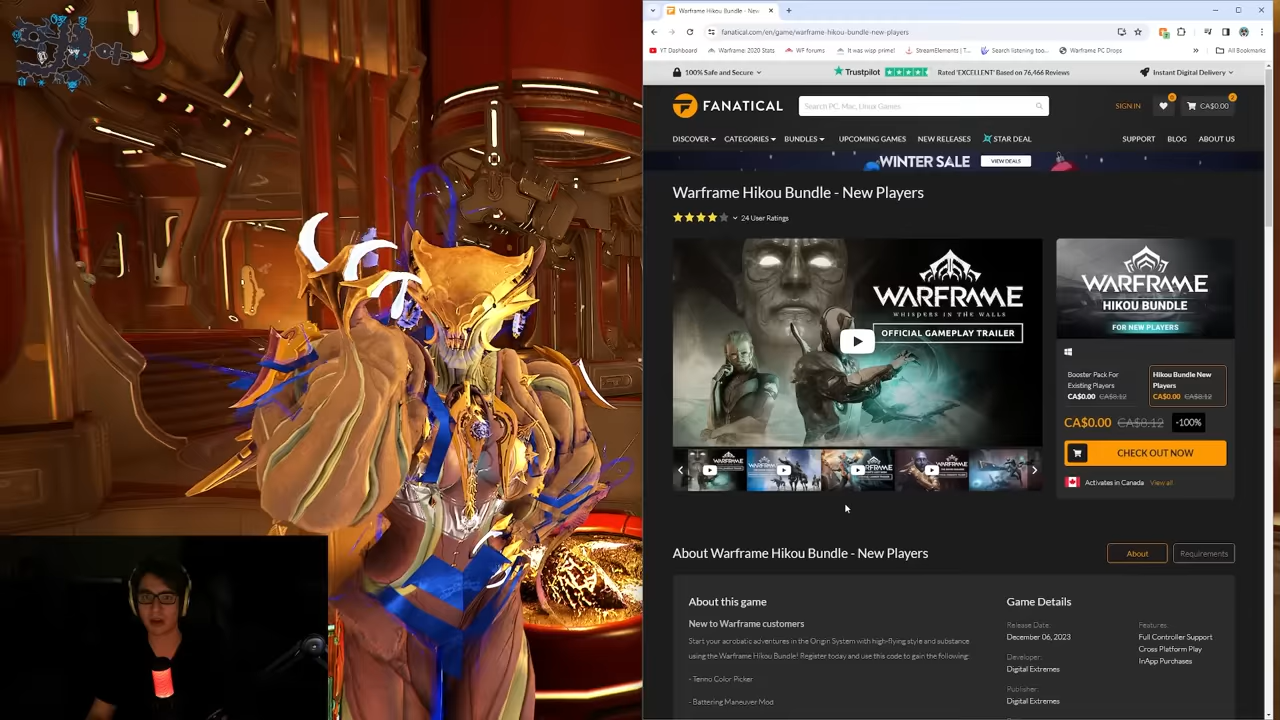 Warframe Hikou Bundle - New
fanatical.com/en/game/warframe-hikou-bundle-new-players
YT Dashboard
Warframe: 2020 Stats
WF forums
It was wisp prime!
StreamElements | T...
Search listening too...
Warframe PC Drops
»
All Bookmarks
100% Safe and Secure
Trustpilot
Rated 'EXCELLENT' Based on 76,466 Reviews
Instant Digital Delivery
FANATICAL
Search PC, Mac, Linux Games
SIGN IN
0
CA$0.00
2
DISCOVER
CATEGORIES
BUNDLES
UPCOMING GAMES
NEW RELEASES
STAR DEAL
SUPPORT
BLOG
ABOUT US
WINTER SALE
VIEW DEALS
Warframe Hikou Bundle - New Players
24 User Ratings
WARFRAME
WHISPERS IN THE WALLS
OFFICIAL GAMEPLAY TRAILER
WARFRAME
HIKOU BUNDLE
FOR NEW PLAYERS
Booster Pack For
Existing Players
CA$0.00 CA$8.12
Hikou Bundle New
Players
CA$0.00 CA$8.12
CA$0.00 CA$8.12 -100%
CHECK OUT NOW
Activates in Canada View all
About Warframe Hikou Bundle - New Players
About
Requirements
About this game
New to Warframe customers
Start your acrobatic adventures in the Origin System with high-flying style and substance
using the Warframe Hikou Bundle! Register today and use this code to gain the following:
- Tenno Color Picker
- Battering Maneuver Mod
Game Details
Release Date:
December 06, 2023
Developer:
Digital Extremes
Publisher:
Digital Extremes
Features:
Full Controller Support
Cross Platform Play
InApp Purchases